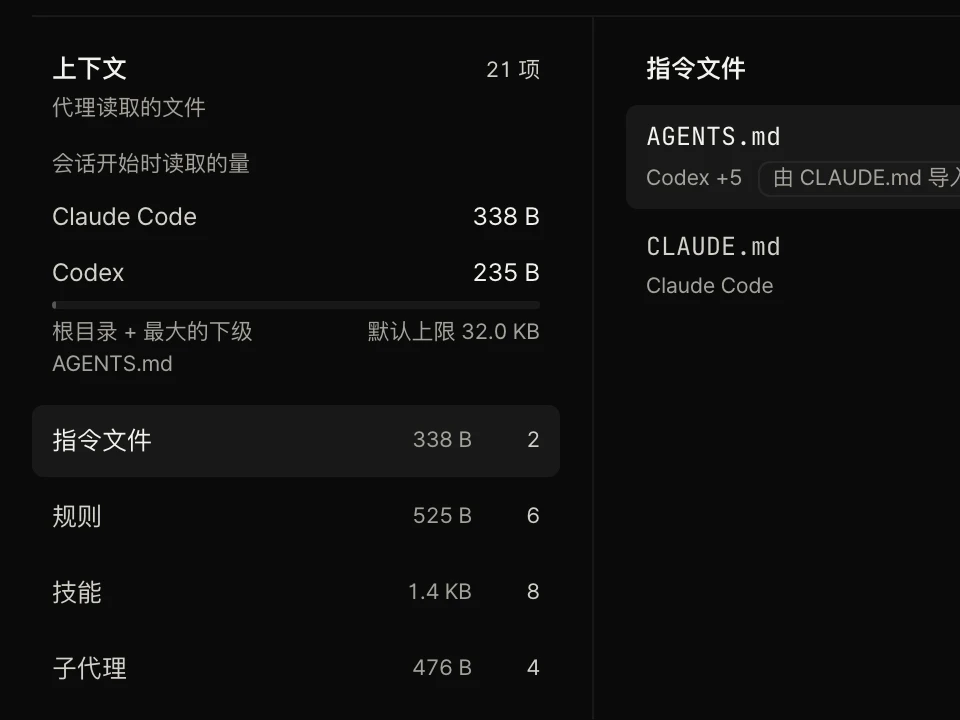 上下文
21 项
代理读取的文件
会话开始时读取的量
Claude Code
338 B
Codex
235 B
根目录 + 最大的下级
AGENTS.md
默认上限 32.0 KB
指令文件
338 B
2
规则
525 B
6
技能
1.4 KB
8
子代理
476 B
4
指令文件
AGENTS.md
Codex +5
由 CLAUDE.md 导入
CLAUDE.md
Claude Code